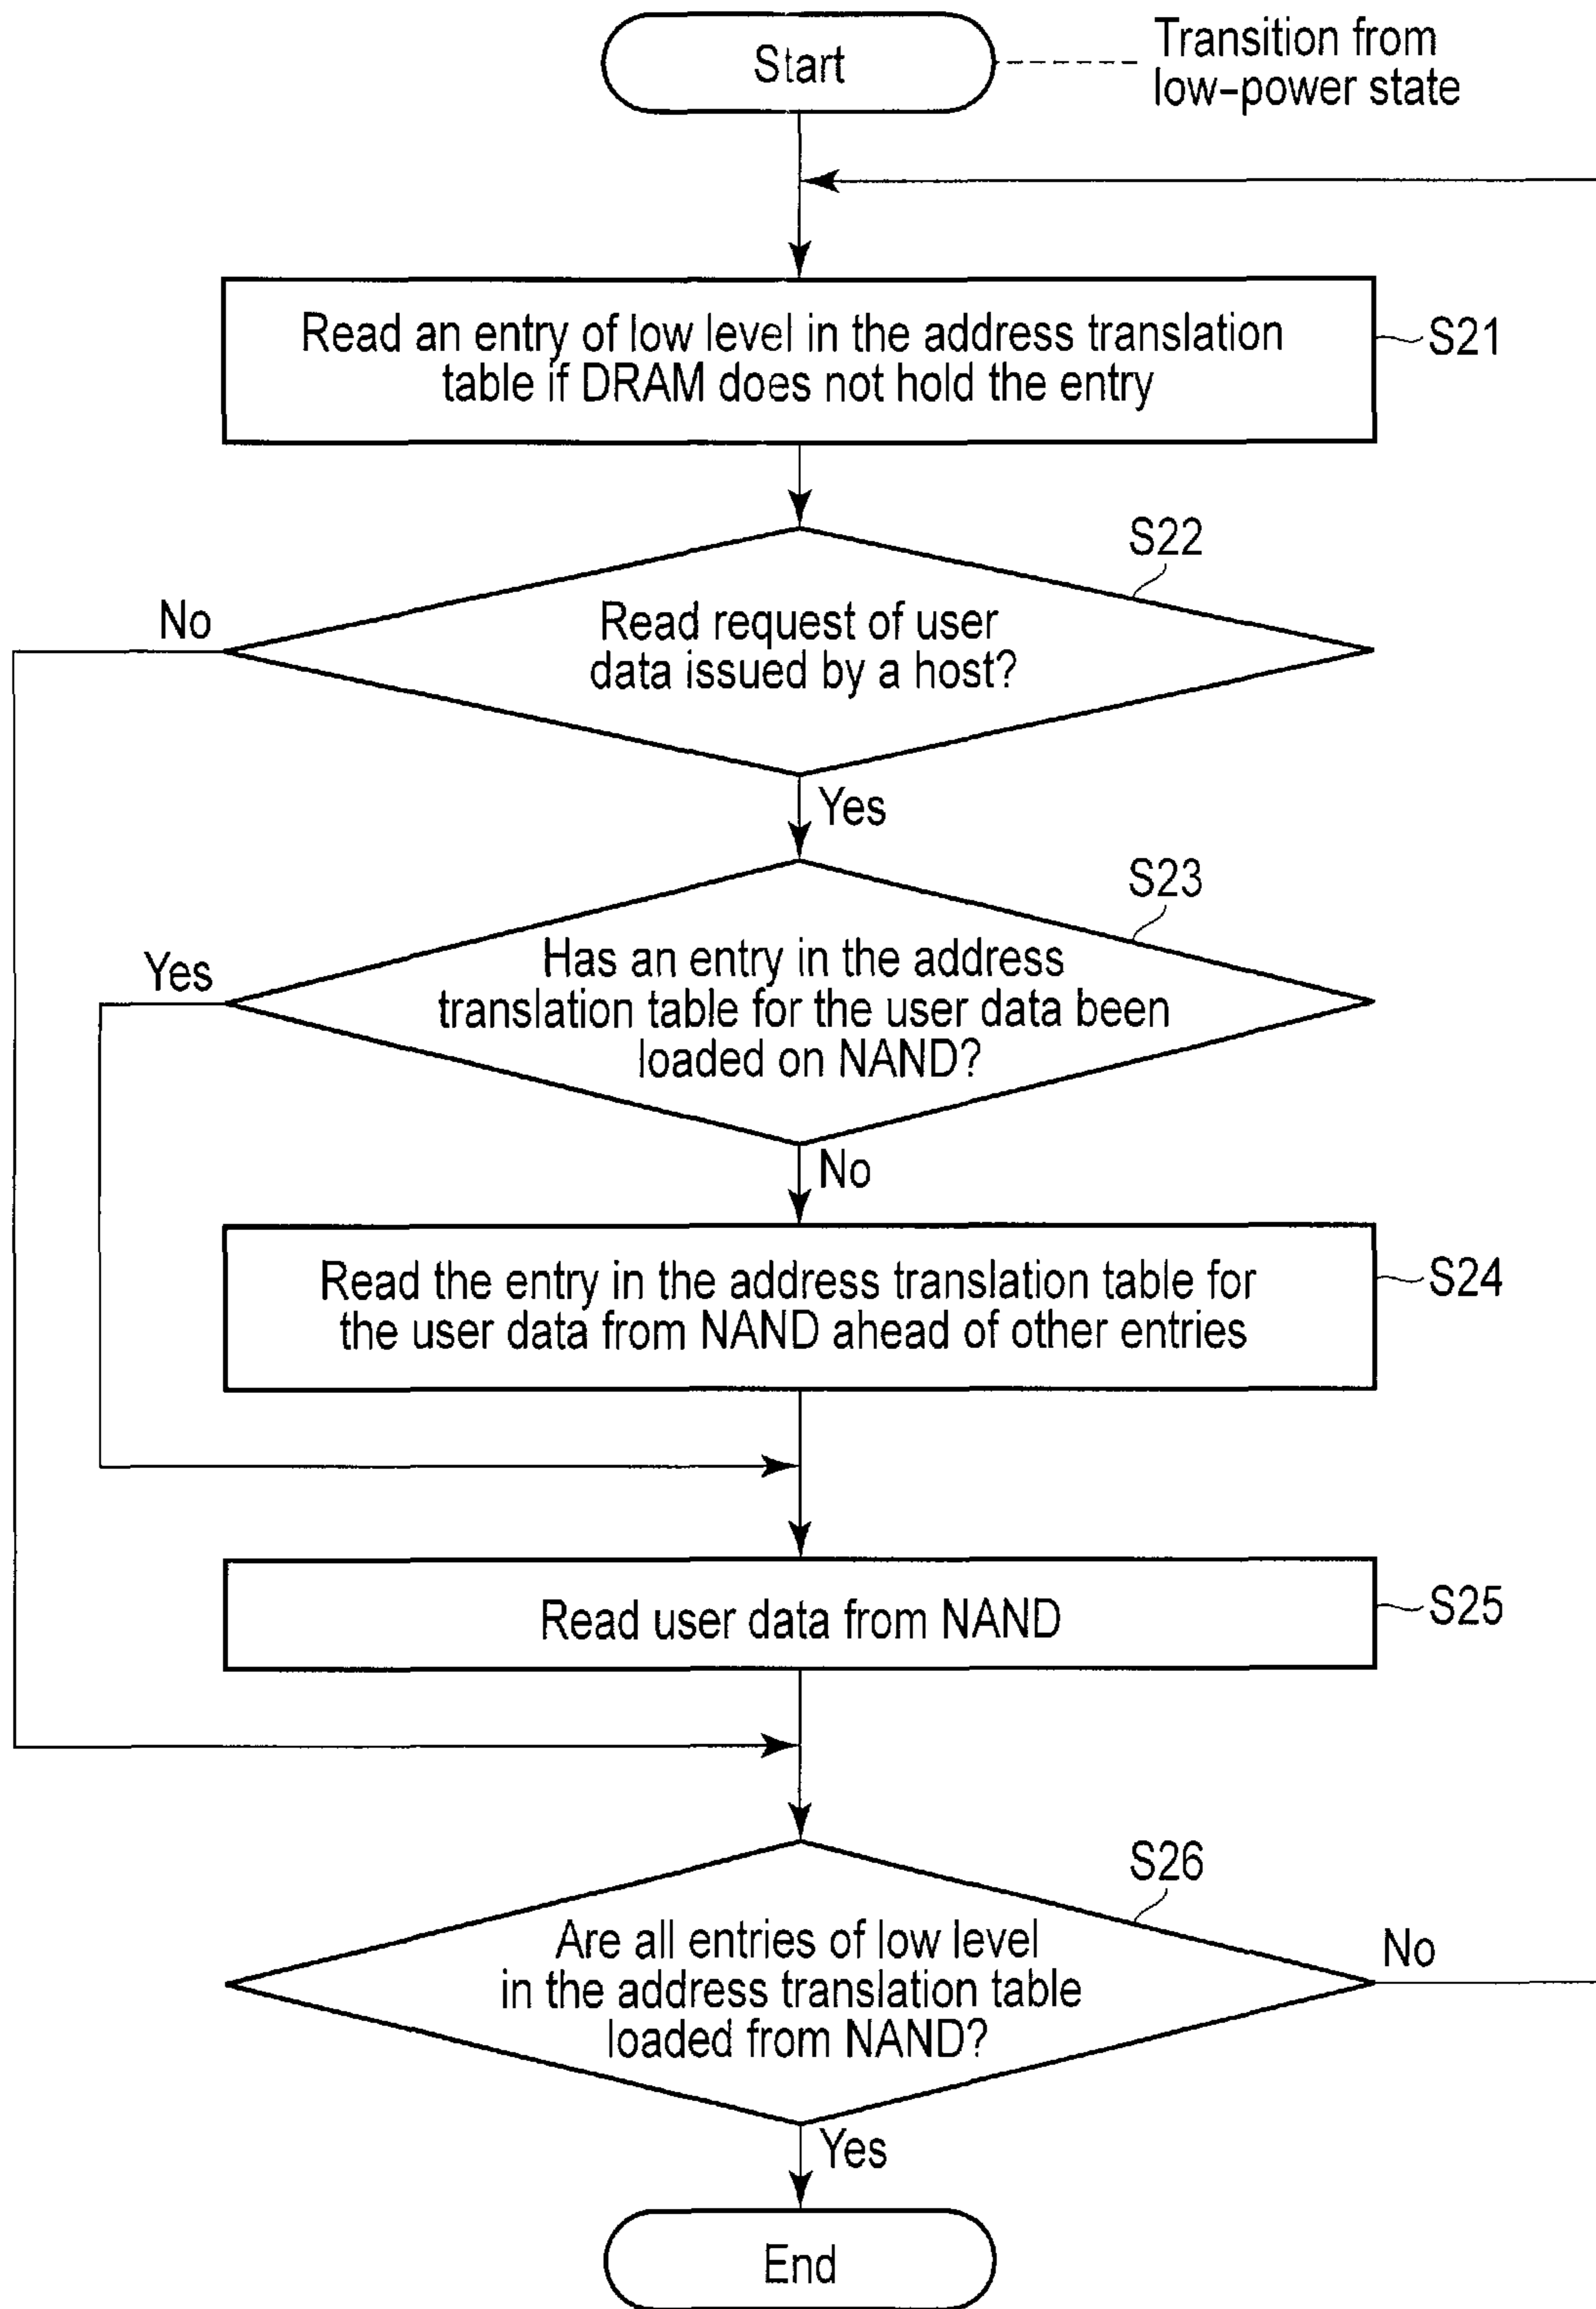 Start
Transition from
low-power state
Read an entry of low level in the address translation
table if DRAM does not hold the entry
S21
S22
No
Read request of user
data issued by a host?
Yes
S23
Yes
Has an entry in the address
translation table for the user data been
loaded on NAND?
No
Read the entry in the address translation table for
the user data from NAND ahead of other entries
S24
Read user data from NAND
S25
S26
Are all entries of low level
in the address translation table
loaded from NAND?
No
Yes
End